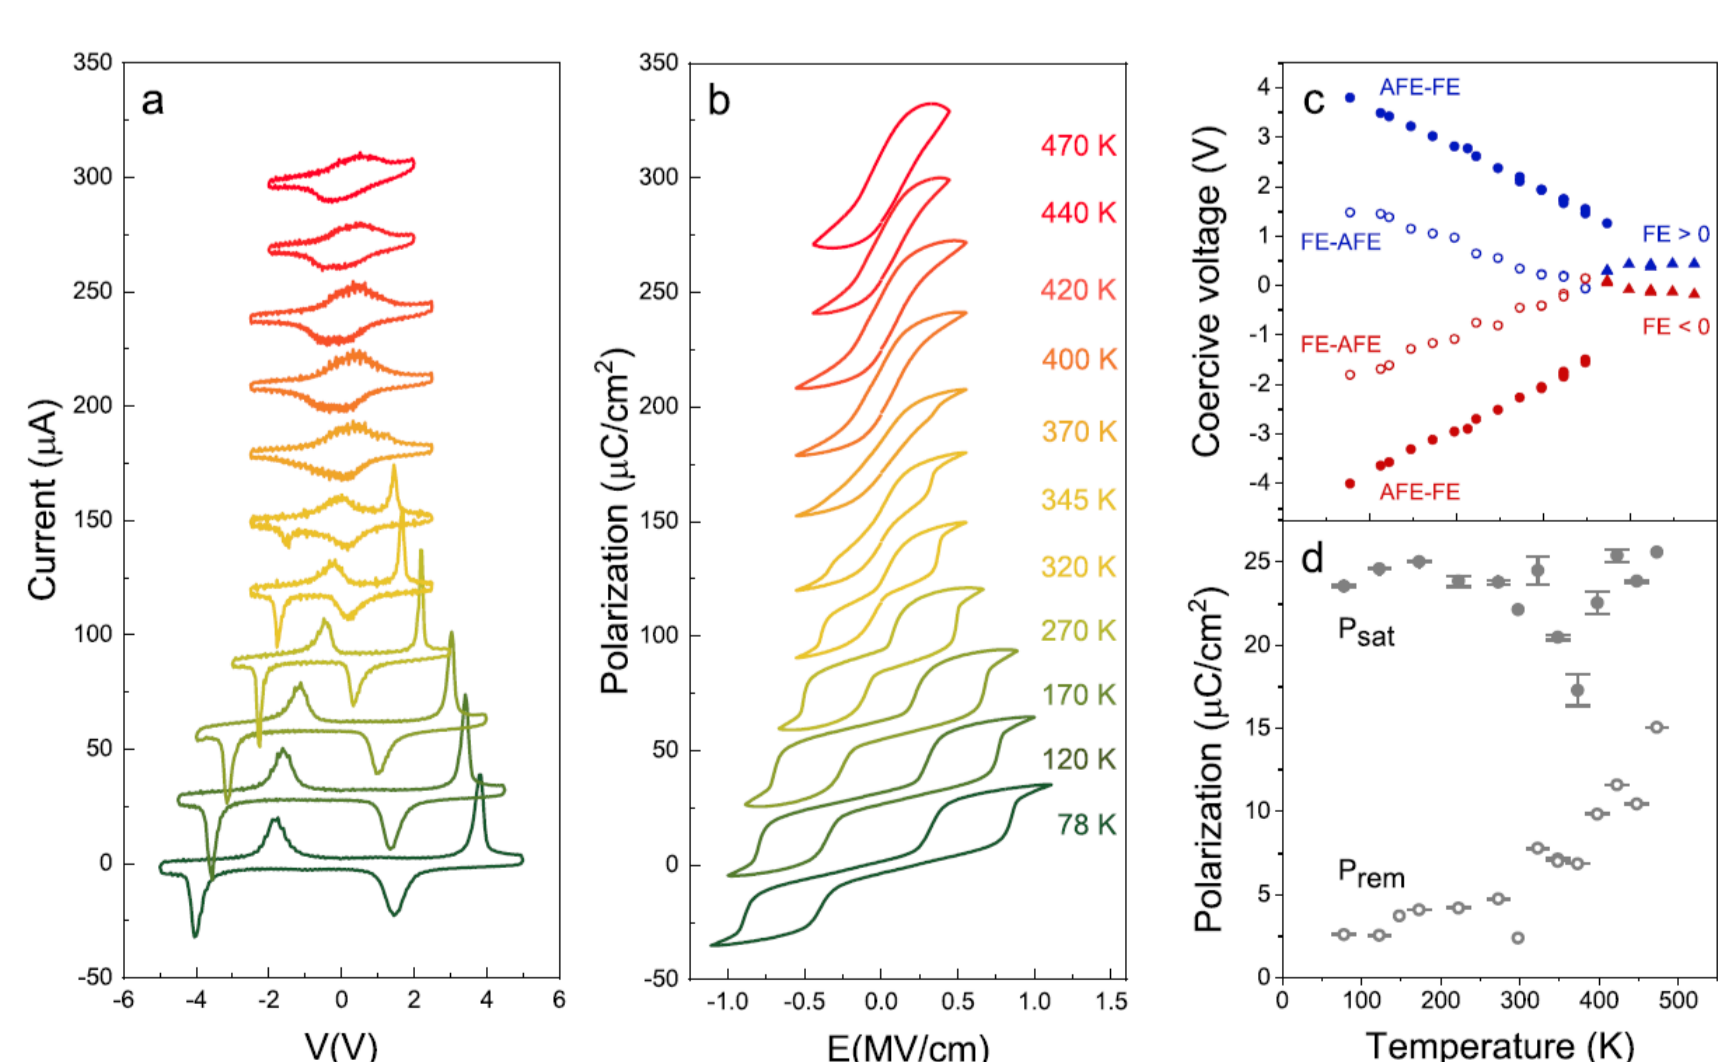 a
350
300
250
200
150
100
50
0
-50
-6
-4
-2
0
2
4
6
Current (μA)
V(V)
b
350
300
250
200
150
100
50
0
-50
-1.0
-0.5
0.0
0.5
1.0
1.5
Polarization (μC/cm²)
E(MV/cm)
470 K
440 K
420 K
400 K
370 K
345 K
320 K
270 K
170 K
120 K
78 K
c
4
3
2
1
0
-1
-2
-3
-4
Coercive voltage (V)
AFE-FE
FE-AFE
FE > 0
FE-AFE
FE < 0
AFE-FE
d
25
20
15
10
5
0
Polarization (μC/cm²)
Psat
Prem
0
100
200
300
400
500
Temperature (K)